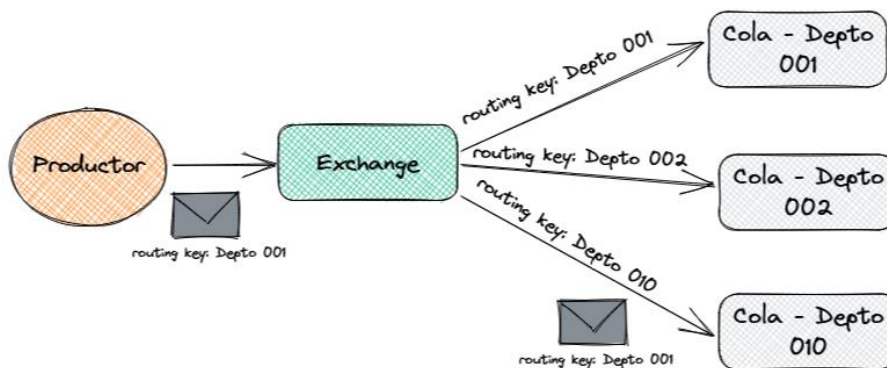 Cola - Depto
001
routing key: Depto 001
Productor
Exchange
routing key: Depto 002
Cola - Depto
002
routing key: Depto 001
routing key: Depto 010
Cola - Depto
010
routing key: Depto 001